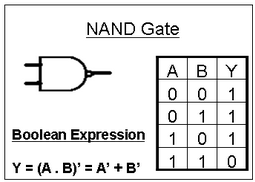 NAND Gate
A B Y
0 0 1
0 1 1
1 0 1
1 1 0
Boolean Expression
Y = (A . B)' = A' + B'